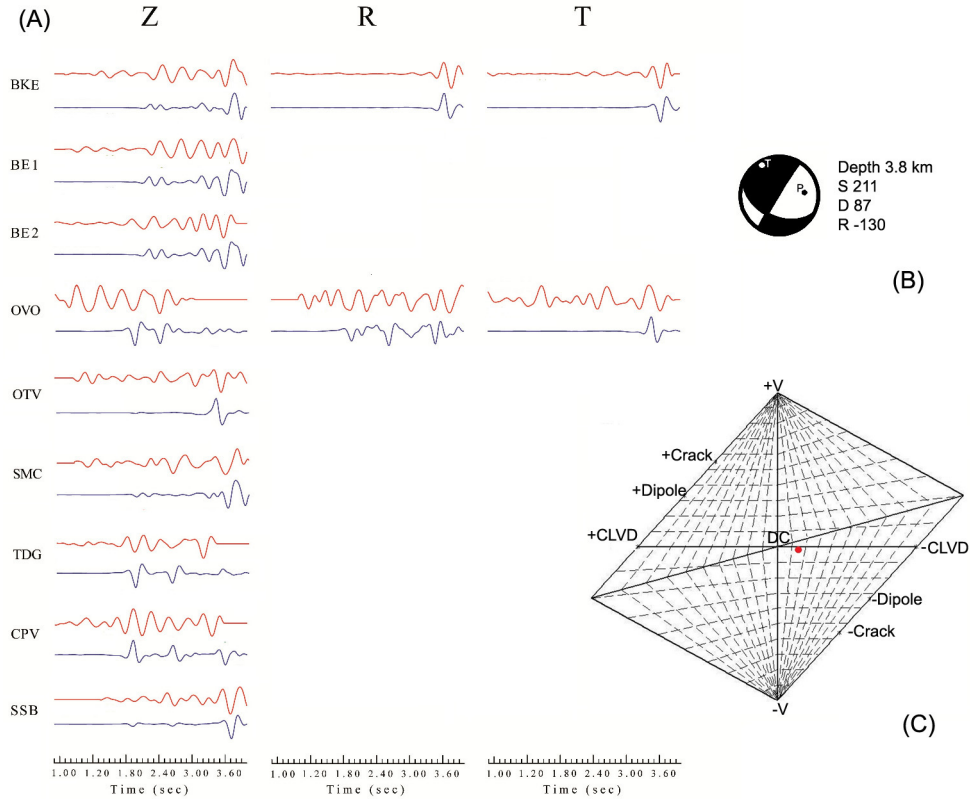 (A)
Z R T
BKE
BE1
BE2
OVO
OTV
SMC
TDG
CPV
SSB
1.00 1.20 1.80 2.40 3.00 3.60
Time (sec)
1.00 1.20 1.80 2.40 3.00 3.60
Time (sec)
1.00 1.20 1.80 2.40 3.00 3.60
Time (sec)
T
P
Depth 3.8 km
S 211
D 87
R -130
(B)
+V
+Crack
+Dipole
+CLVD
DC
-CLVD
-Dipole
-Crack
-V
(C)